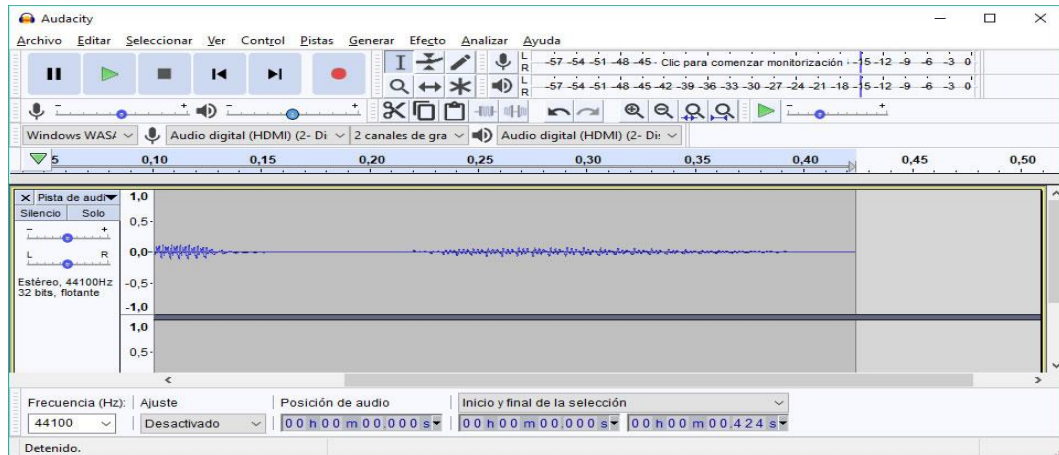 Audacity
Archivo Editar Seleccionar Ver Control Pistas Generar Efecto Analizar Ayuda
L R -57 -54 -51 -48 -45 - Clic para comenzar monitorización - -15 -12 -9 -6 -3 0
L R -57 -54 -51 -48 -45 -42 -39 -36 -33 -30 -27 -24 -21 -18 -15 -12 -9 -6 -3 0
- + - +
Windows WASA Audio digital (HDMI) (2- Di 2 canales de gra Audio digital (HDMI) (2- Dis
5 0,10 0,15 0,20 0,25 0,30 0,35 0,40 0,45 0,50
Pista de audi 1,0
Silencio Solo
0,5-
- +
L R 0,0-
Estéreo, 44100Hz
32 bits, flotante
-0,5-
-1,0
1,0
0,5-
Frecuencia (Hz): Ajuste Posición de audio Inicio y final de la selección
44100 Desactivado 00 h 00 m 00.000 s 00 h 00 m 00.000 s 00 h 00 m 00.424 s
Detenido.